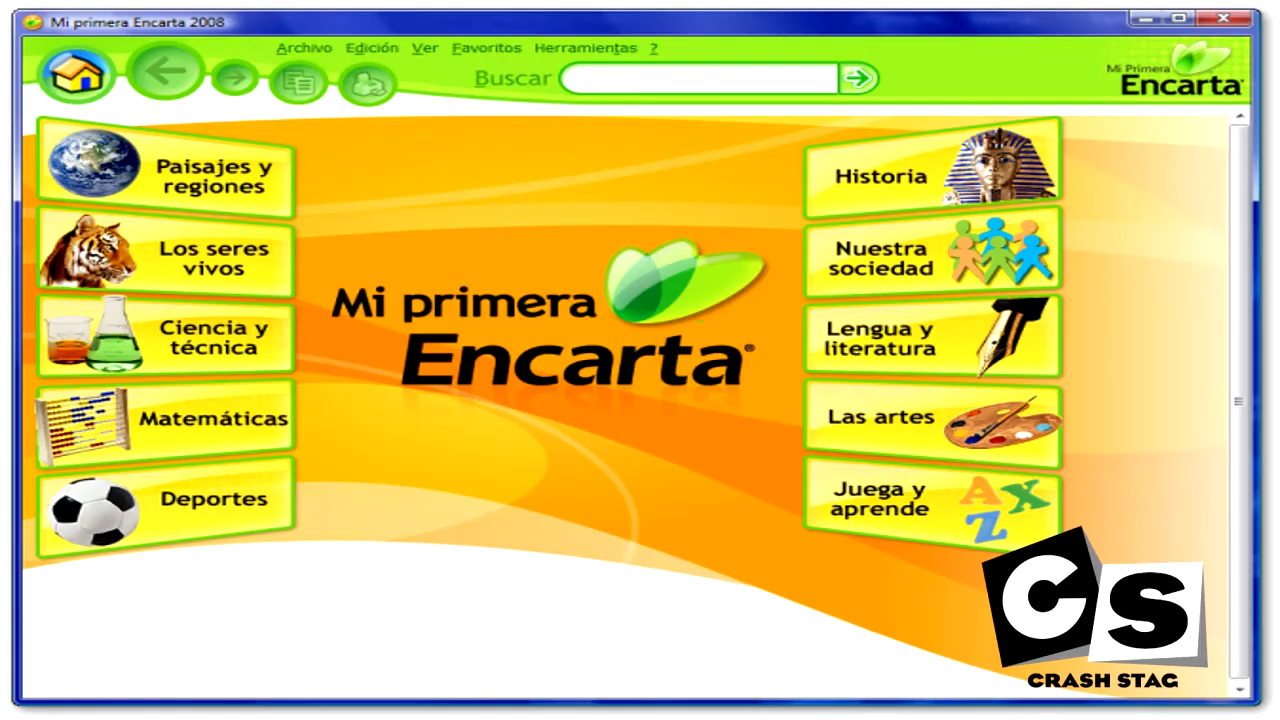 Mi primera Encarta 2008
Archivo Edición Ver Favoritos Herramientas ?
Buscar
Mi Primera
Encarta
Paisajes y
regiones
Los seres
vivos
Ciencia y
técnica
Matemáticas
Deportes
Mi primera
Encarta®
Historia
Nuestra
sociedad
Lengua y
literatura
Las artes
Juega y
aprende
A X
Z
CS
CRASH STAG